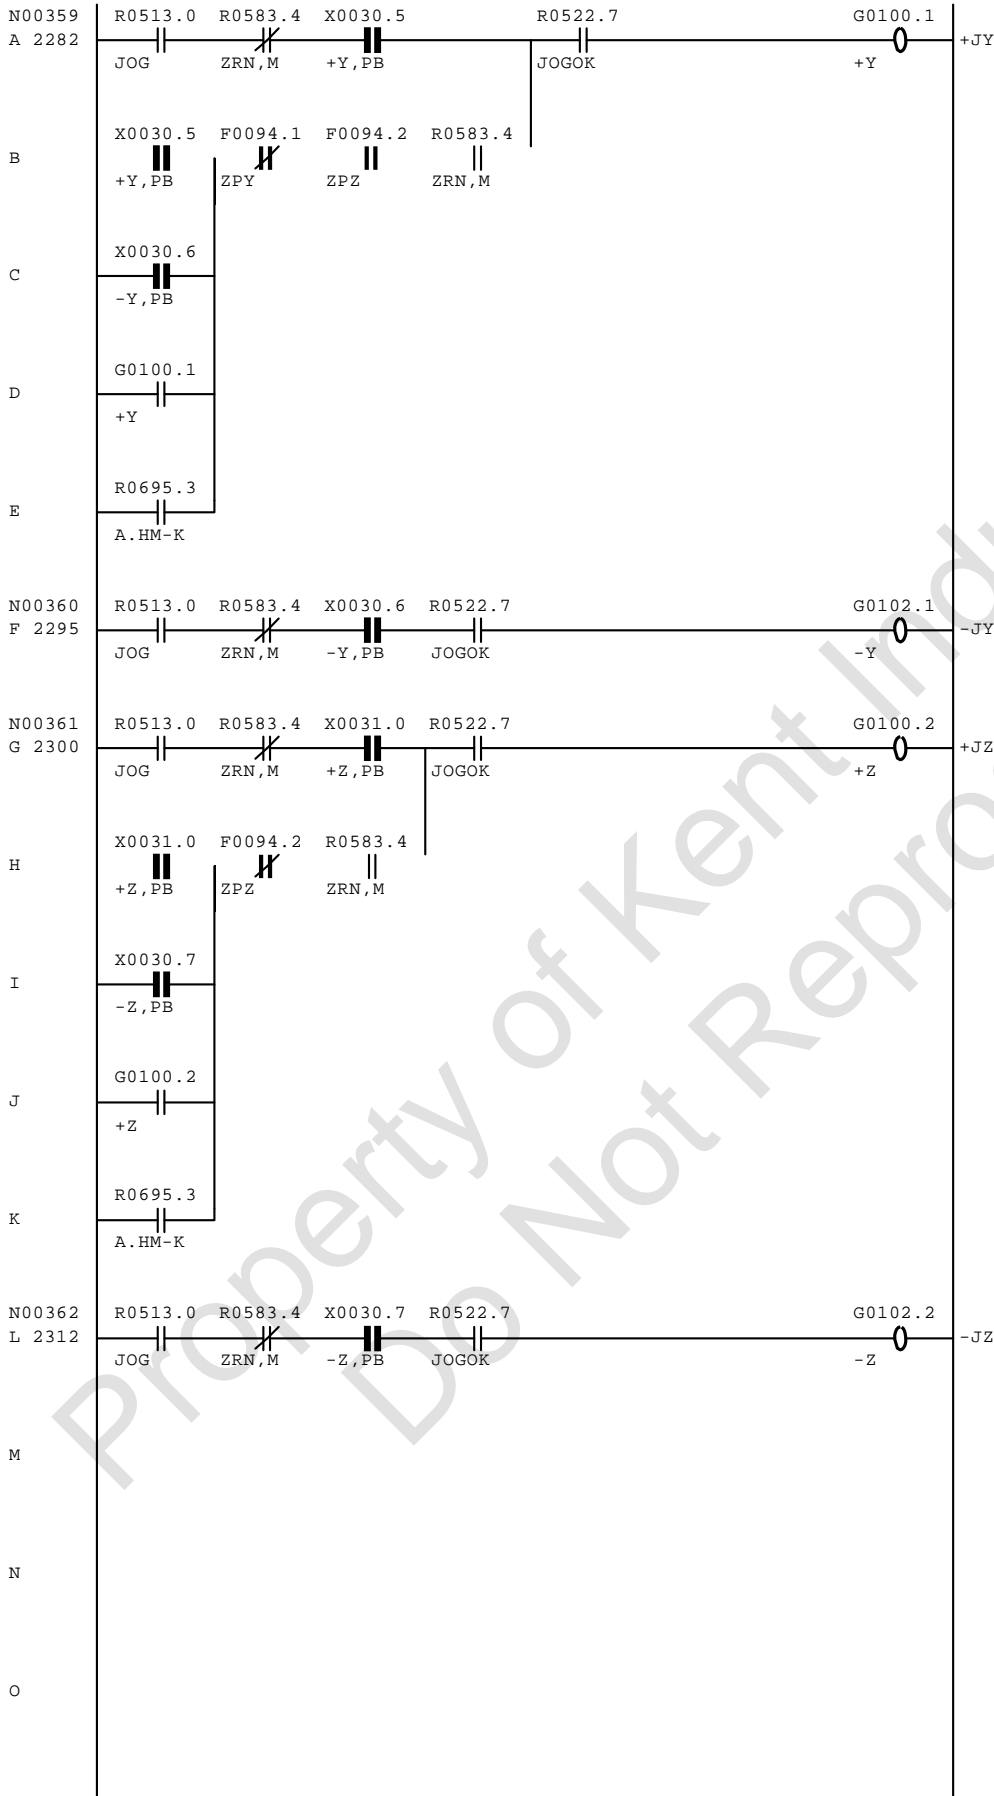 N00359 R0513.0 R0583.4 X0030.5 R0522.7 G0100.1
A 2282 +JY
JOG ZRN,M +Y,PB JOGOK +Y
X0030.5 F0094.1 F0094.2 R0583.4
B
+Y,PB ZPY ZPZ ZRN,M
X0030.6
C
-Y,PB
G0100.1
D
+Y
R0695.3
E
A.HM-K
N00360 R0513.0 R0583.4 X0030.6 R0522.7 G0102.1
F 2295 -JY
JOG ZRN,M -Y,PB JOGOK -Y
N00361 R0513.0 R0583.4 X0031.0 R0522.7 G0100.2
G 2300 +JZ
JOG ZRN,M +Z,PB JOGOK +Z
X0031.0 F0094.2 R0583.4
H
+Z,PB ZPZ ZRN,M
X0030.7
I
-Z,PB
G0100.2
J
+Z
R0695.3
K
A.HM-K
N00362 R0513.0 R0583.4 X0030.7 R0522.7 G0102.2
L 2312 -JZ
JOG ZRN,M -Z,PB JOGOK -Z
M
N
O
Property of Kent
Do Not